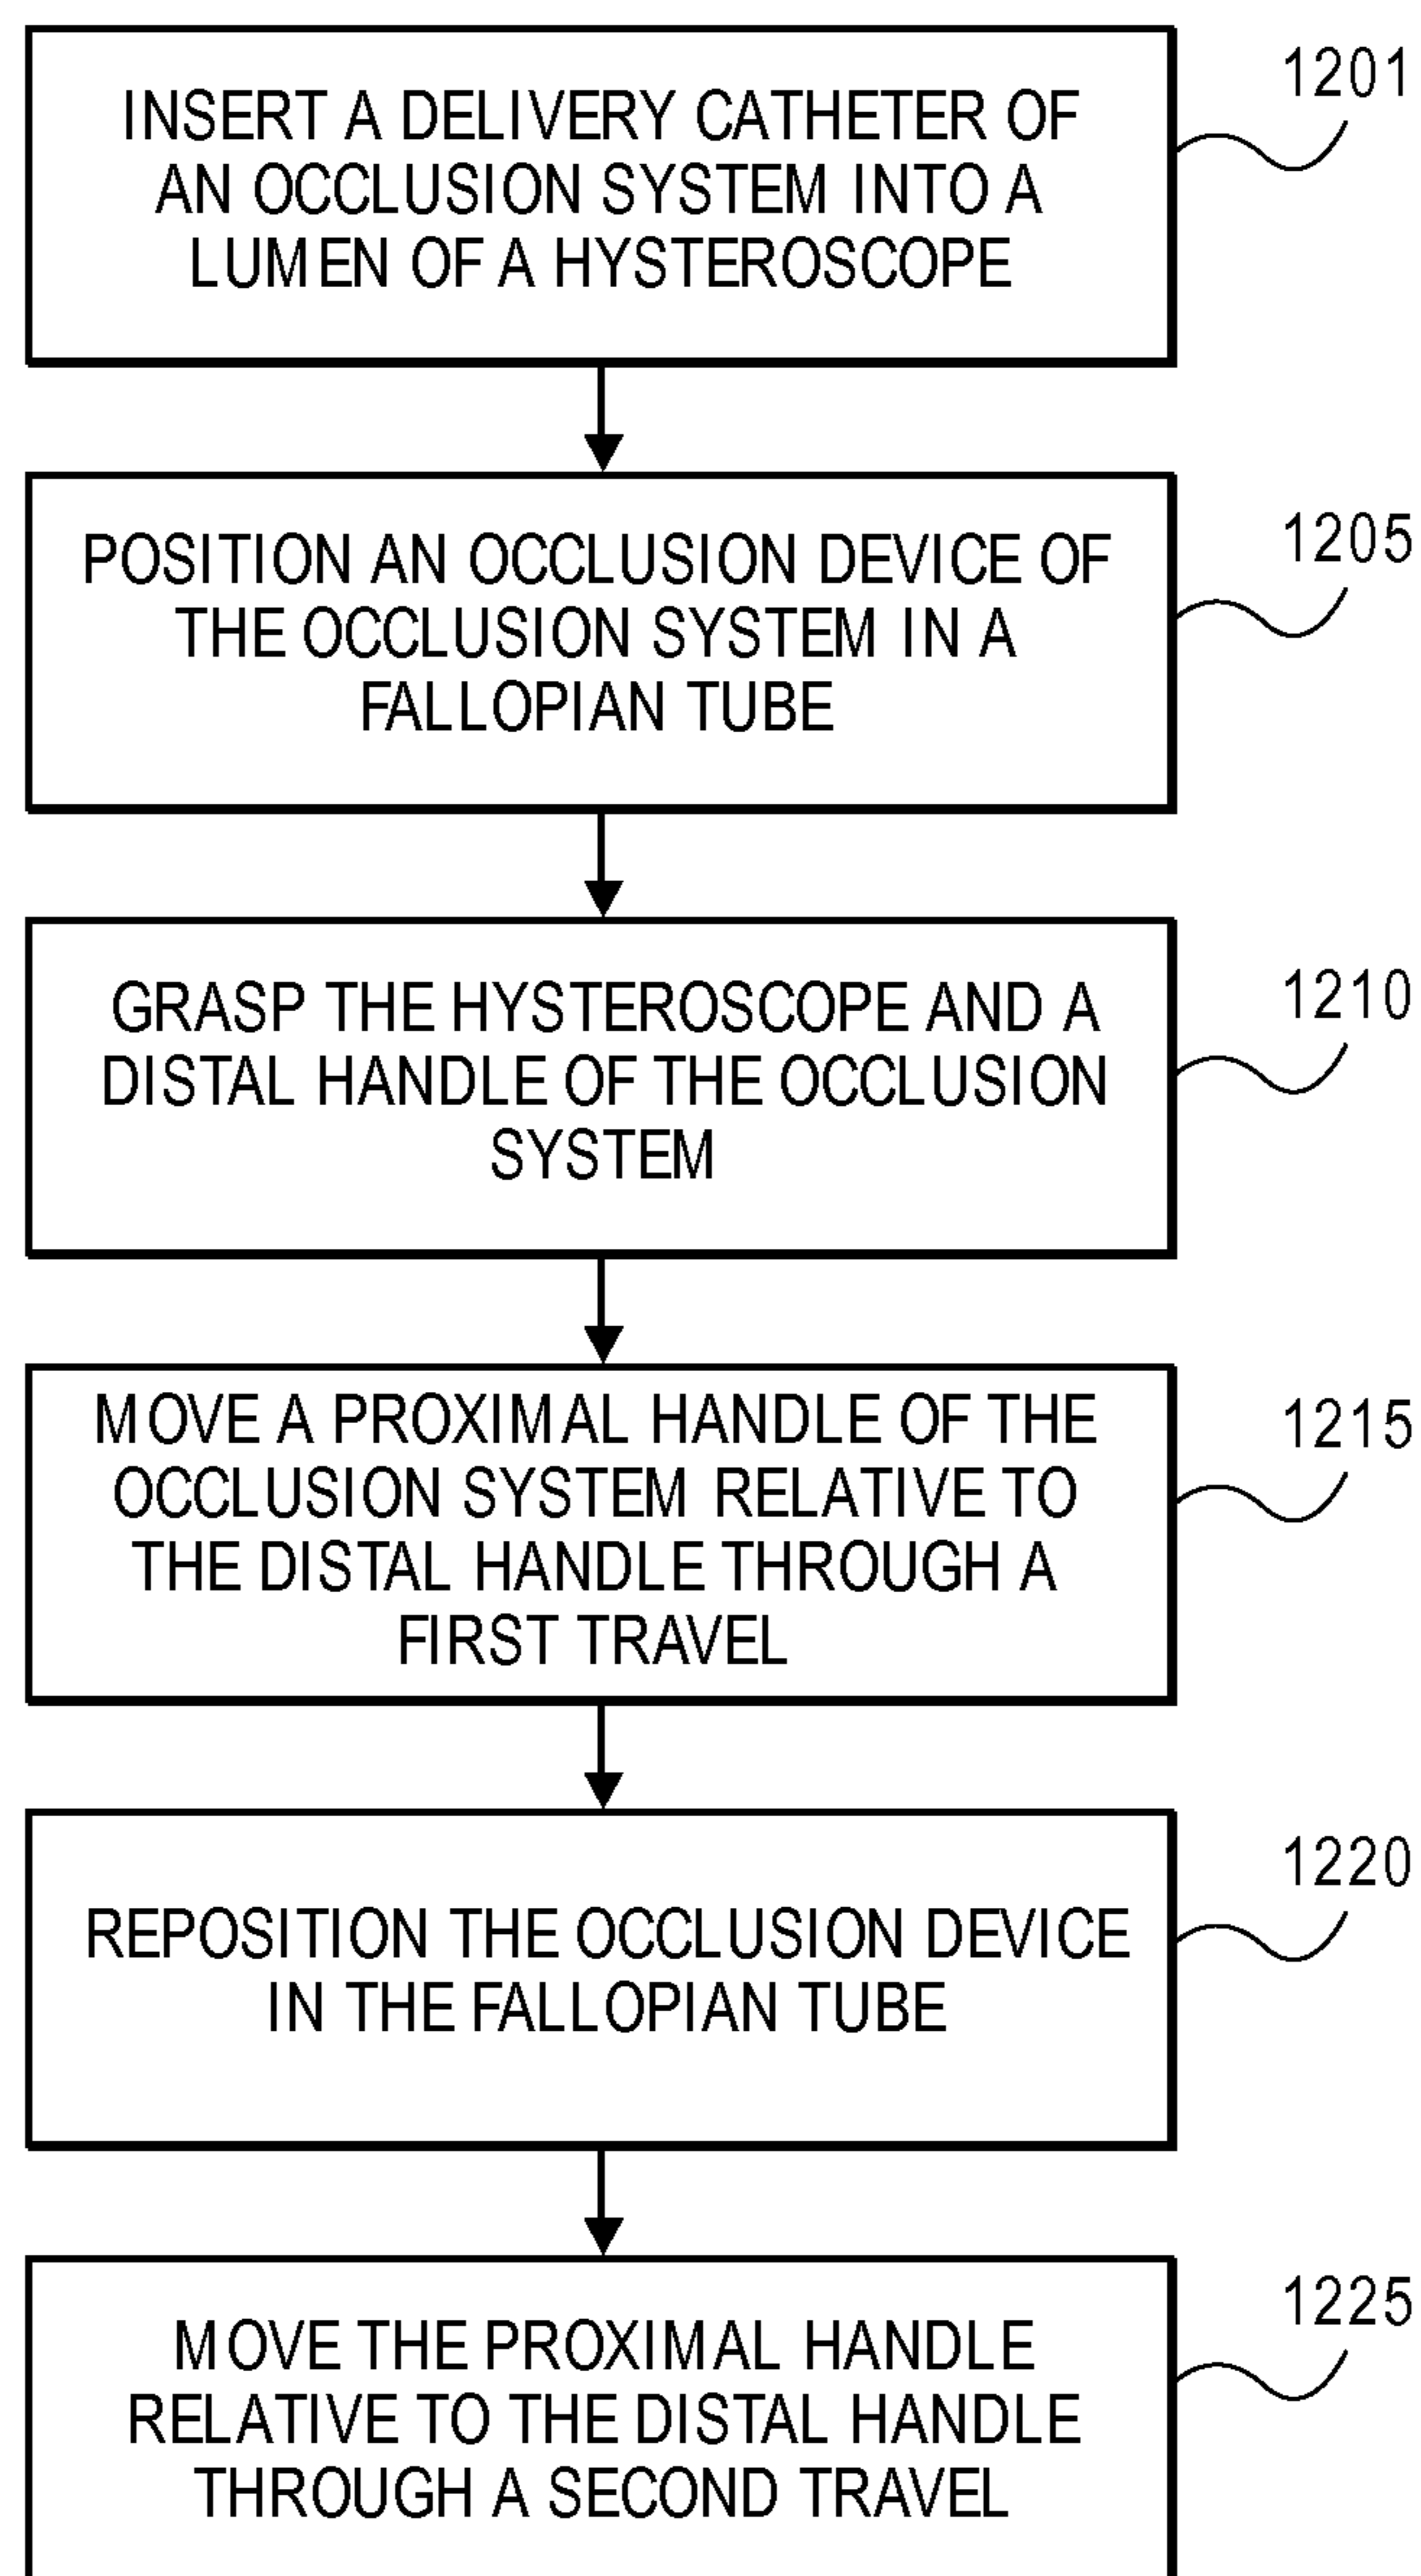 INSERT A DELIVERY CATHETER OF
AN OCCLUSION SYSTEM INTO A
LUMEN OF A HYSTEROSCOPE
1201
POSITION AN OCCLUSION DEVICE OF
THE OCCLUSION SYSTEM IN A
FALLOPIAN TUBE
1205
GRASP THE HYSTEROSCOPE AND A
DISTAL HANDLE OF THE OCCLUSION
SYSTEM
1210
MOVE A PROXIMAL HANDLE OF THE
OCCLUSION SYSTEM RELATIVE TO
THE DISTAL HANDLE THROUGH A
FIRST TRAVEL
1215
REPOSITION THE OCCLUSION DEVICE
IN THE FALLOPIAN TUBE
1220
MOVE THE PROXIMAL HANDLE
RELATIVE TO THE DISTAL HANDLE
THROUGH A SECOND TRAVEL
1225